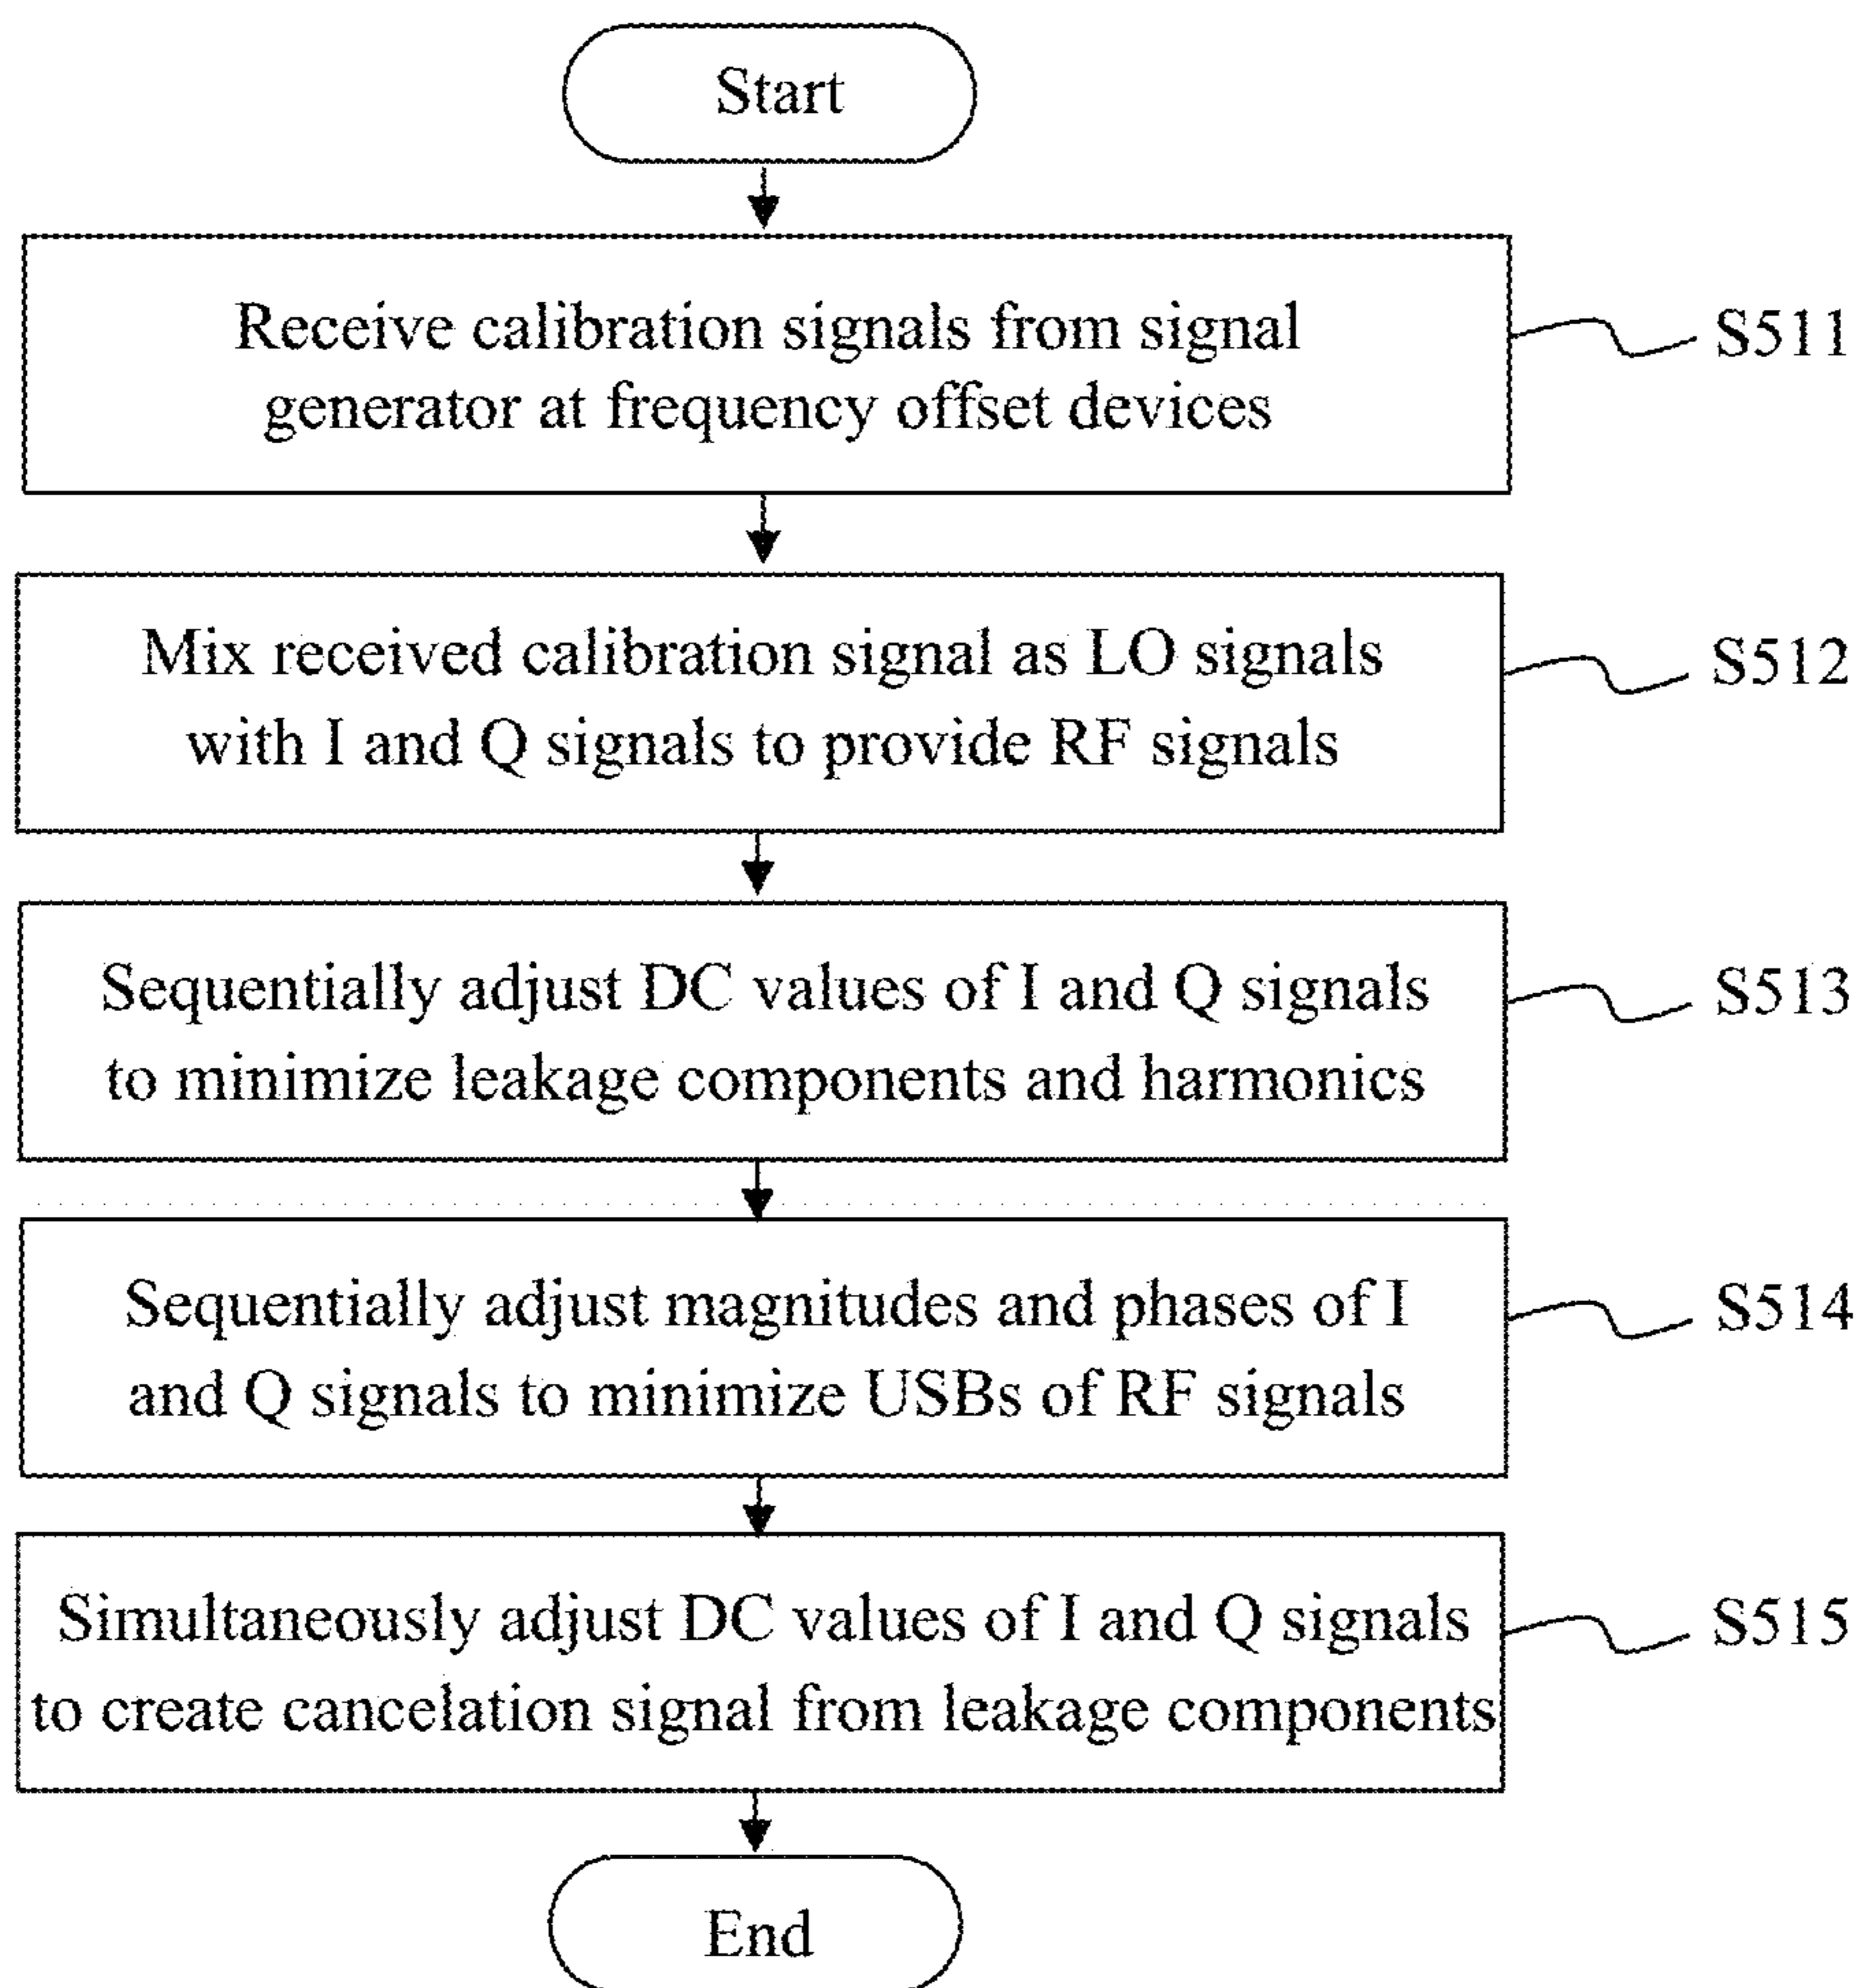 Start
Receive calibration signals from signal
generator at frequency offset devices
S511
Mix received calibration signal as LO signals
with I and Q signals to provide RF signals
S512
Sequentially adjust DC values of I and Q signals
to minimize leakage components and harmonics
S513
Sequentially adjust magnitudes and phases of I
and Q signals to minimize USBs of RF signals
S514
Simultaneously adjust DC values of I and Q signals
to create cancelation signal from leakage components
S515
End